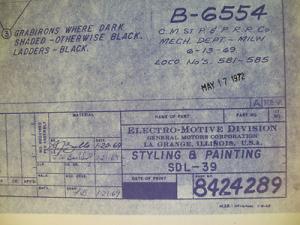 B-6554
③ GRABIRONS WHERE DARK
SHADED - OTHERWISE BLACK.
LADDERS - BLACK.
C. M. ST. P. & P. R. R. CO
MECH. DEPT. - MILW
6-13-69
LOCO NO'S. 581-585
MAY 17 1972
NAME OF PART
MATERIAL
ELECTRO-MOTIVE DIVISION
GENERAL MOTORS CORPORATION
LA GRANGE, ILLINOIS, U.S.A.
STYLING & PAINTING
SDL-39
DATE OF PRINT
8424289